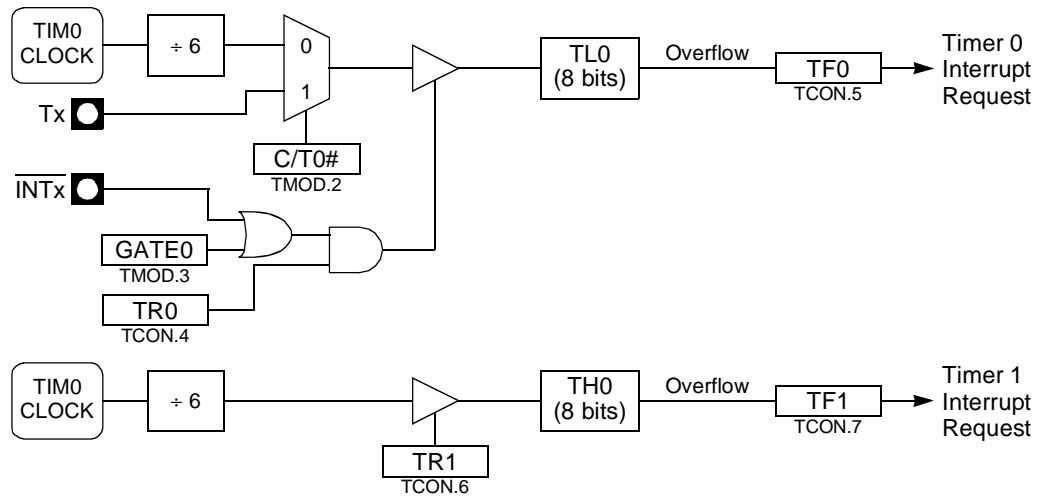 TIM0
CLOCK
÷ 6
0
1
Tx
C/T0#
TMOD.2
TL0
(8 bits)
Overflow
TF0
TCON.5
Timer 0
Interrupt
Request
INTx
GATE0
TMOD.3
TR0
TCON.4
TIM0
CLOCK
÷ 6
TR1
TCON.6
TH0
(8 bits)
Overflow
TF1
TCON.7
Timer 1
Interrupt
Request